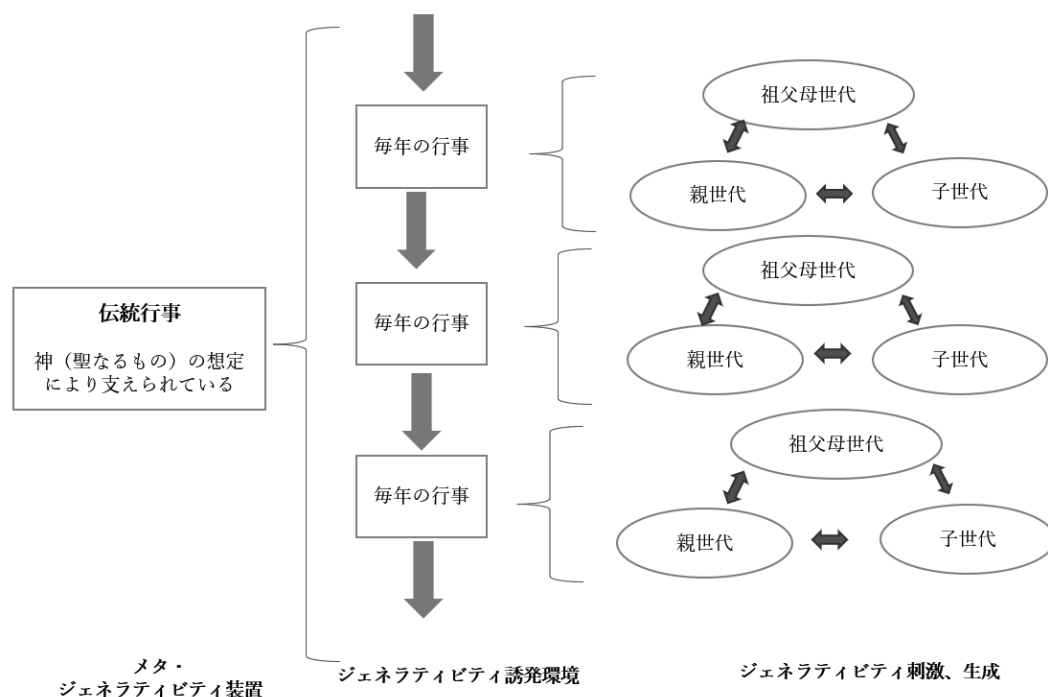 祖父母世代
毎年の行事
親世代
子世代
祖父母世代
伝統行事
毎年の行事
神（聖なるもの）の想定
により支えられている
親世代
子世代
祖父母世代
毎年の行事
親世代
子世代
メタ・
ジェネラティビティ装置
ジェネラティビティ誘発環境
ジェネラティビティ刺激、生成